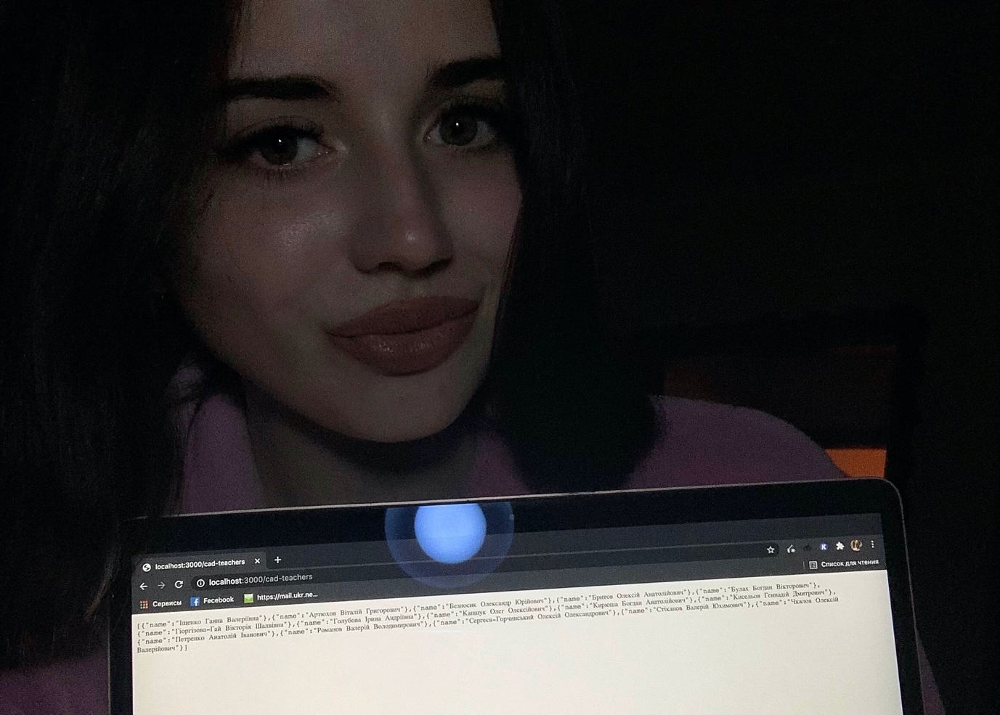 localhost:3000/cad-teachers
localhost:3000/cad-teachers
Сервисы Fecebook https://mail.ukr.ne...
Список для чтения
[{"name":"Іщенко Ганна Валеріївна"},{"name":"Артюхов Віталій Григорович"},{"name":"Безносик Олександр Юрійович"},{"name":"Бритов Олексій Анатолійович"},{"name":"Булах Богдан Вікторович"},
{"name":"Гіоргізова-Гай Вікторія Шалвівна"},{"name":"Голубова Ірина Андріївна"},{"name":"Капшук Олег Олексійович"},{"name":"Кирюша Богдан Анатолійович"},{"name":"Кисельов Геннадій Дмитрович"},
{"name":"Петренко Анатолій Іванович"},{"name":"Романов Валерій Володимирович"},{"name":"Сергеєв-Горчинський Олексій Олександрович"},{"name":"Стіканов Валерій Юхимович"},{"name":"Чкалов Олексій
Валерійович"}]